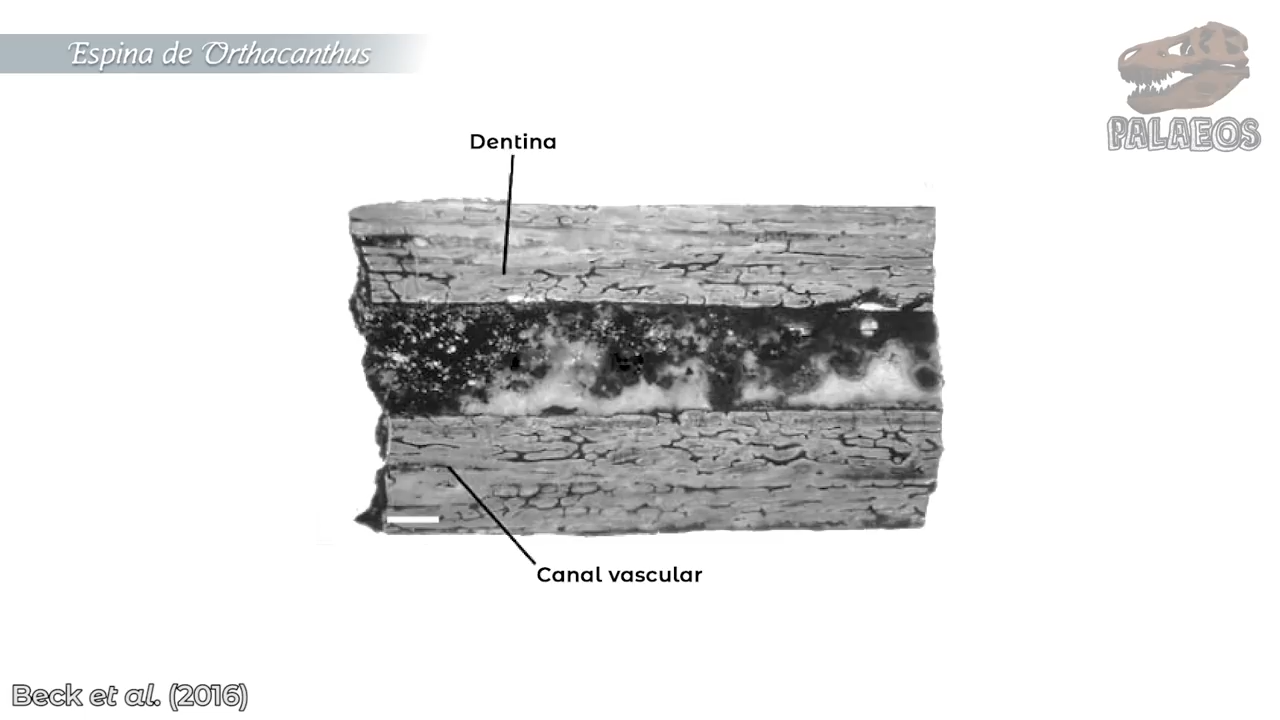 Espina de Orthacanthus
PALAEOS
Dentina
Canal vascular
Beck et al. (2016)